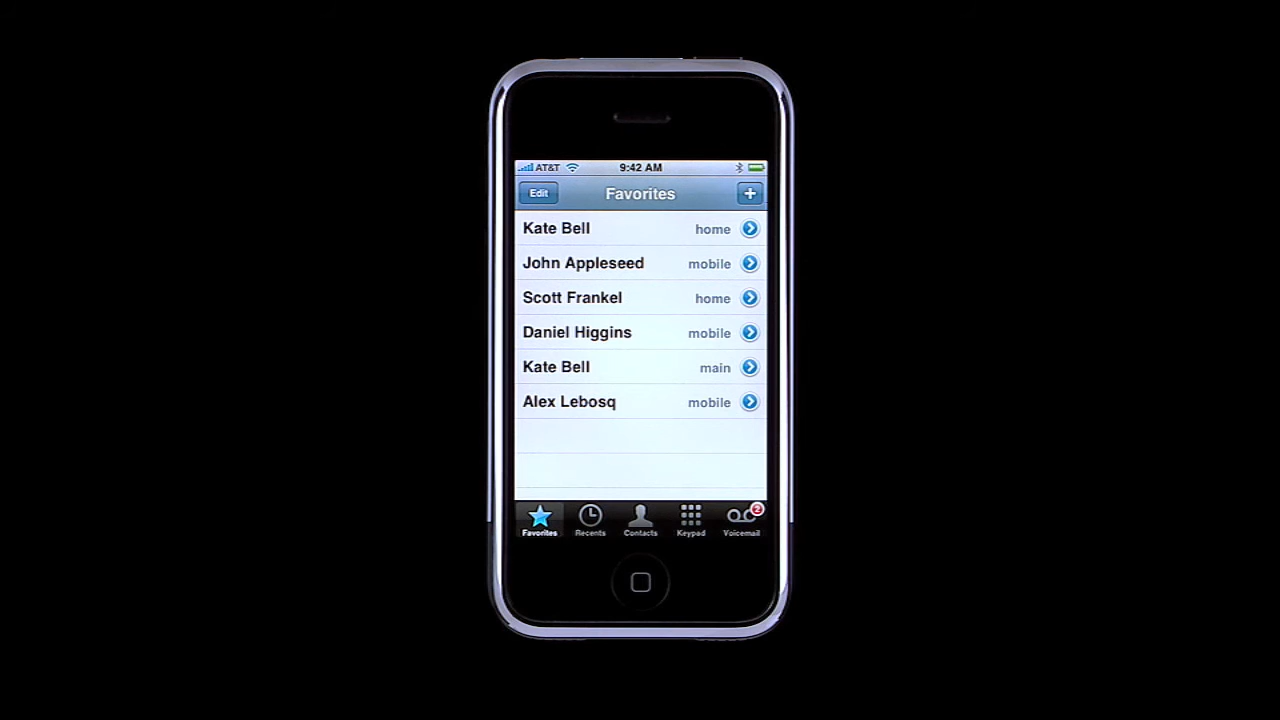 AT&T 9:42 AM
Edit Favorites +
Kate Bell home
John Appleseed mobile
Scott Frankel home
Daniel Higgins mobile
Kate Bell main
Alex Lebosq mobile
2
Favorites Recents Contacts Keypad Voicemail